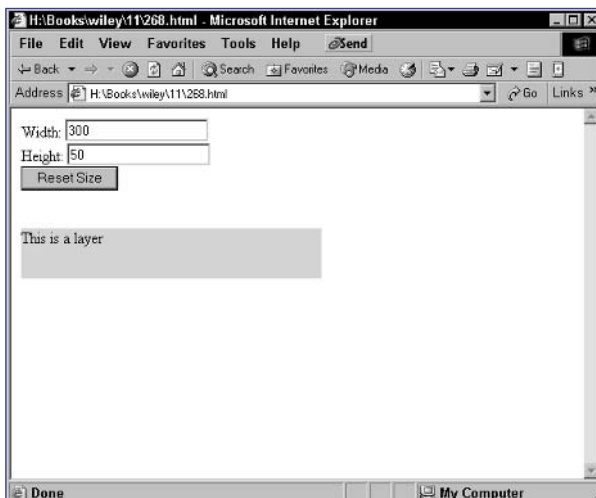 H:\Books\wiley\11\268.html - Microsoft Internet Explorer
File Edit View Favorites Tools Help Send
Back Search Favorites Media
Address H:\Books\wiley\11\268.html Go Links »
Width: 300
Height: 50
Reset Size
This is a layer
Done My Computer